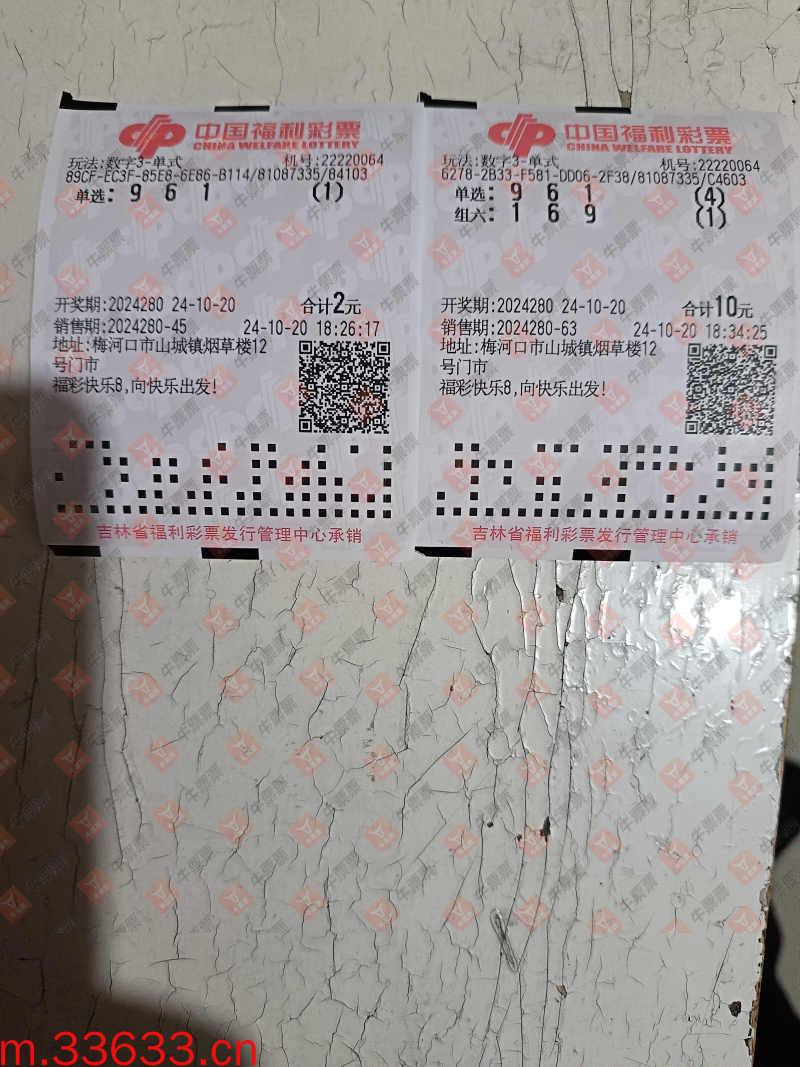 中国福利彩票
CHINA WELFARE LOTTERY
玩法:数字3-单式 机号:22220064
89CF-EC3F-85E8-6E86-B114/81087335/84103
单选: 9 6 1 (1)
开奖期:2024280 24-10-20 合计2元
销售期:2024280-45 24-10-20 18:26:17
地址:梅河口市山城镇烟草楼12
号门市
福彩快乐8,向快乐出发!
吉林省福利彩票发行管理中心承销
中国福利彩票
CHINA WELFARE LOTTERY
玩法:数字3-单式 机号:22220064
6278-2B33-F581-DD06-2F38/81087335/C4603
单选: 9 6 1 (4)
组六: 1 6 9 (1)
开奖期:2024280 24-10-20 合计10元
销售期:2024280-63 24-10-20 18:34:25
地址:梅河口市山城镇烟草楼12
号门市
福彩快乐8,向快乐出发!
吉林省福利彩票发行管理中心承销
牛票票
m.33633.cn